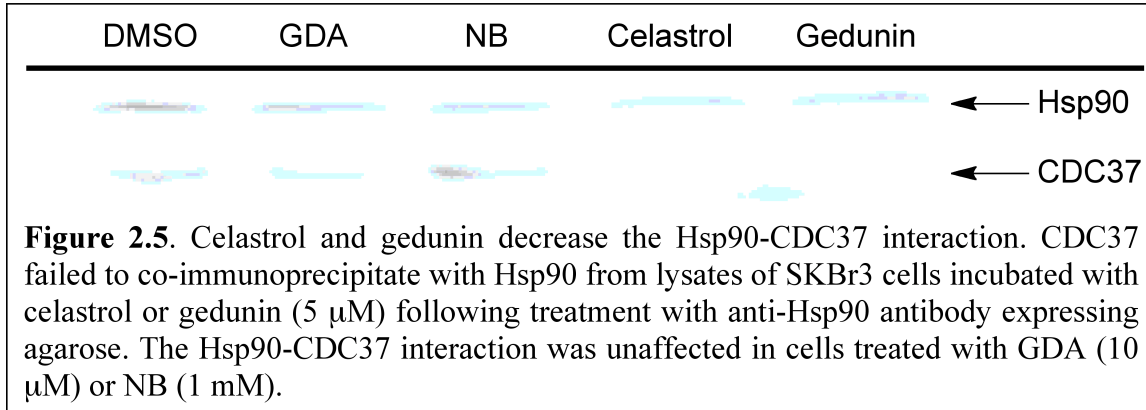 DMSO GDA NB Celastrol Gedunin
Hsp90
CDC37
Figure 2.5. Celastrol and gedunin decrease the Hsp90-CDC37 interaction. CDC37
failed to co-immunoprecipitate with Hsp90 from lysates of SKBr3 cells incubated with
celastrol or gedunin (5 μM) following treatment with anti-Hsp90 antibody expressing
agarose. The Hsp90-CDC37 interaction was unaffected in cells treated with GDA (10
μM) or NB (1 mM).